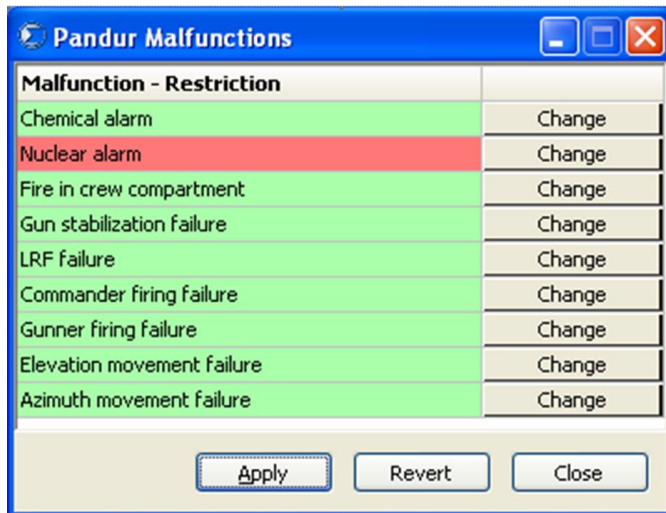 Pandur Malfunctions
Malfunction - Restriction
Chemical alarm Change
Nuclear alarm Change
Fire in crew compartment Change
Gun stabilization failure Change
LRF failure Change
Commander firing failure Change
Gunner firing failure Change
Elevation movement failure Change
Azimuth movement failure Change
Apply Revert Close